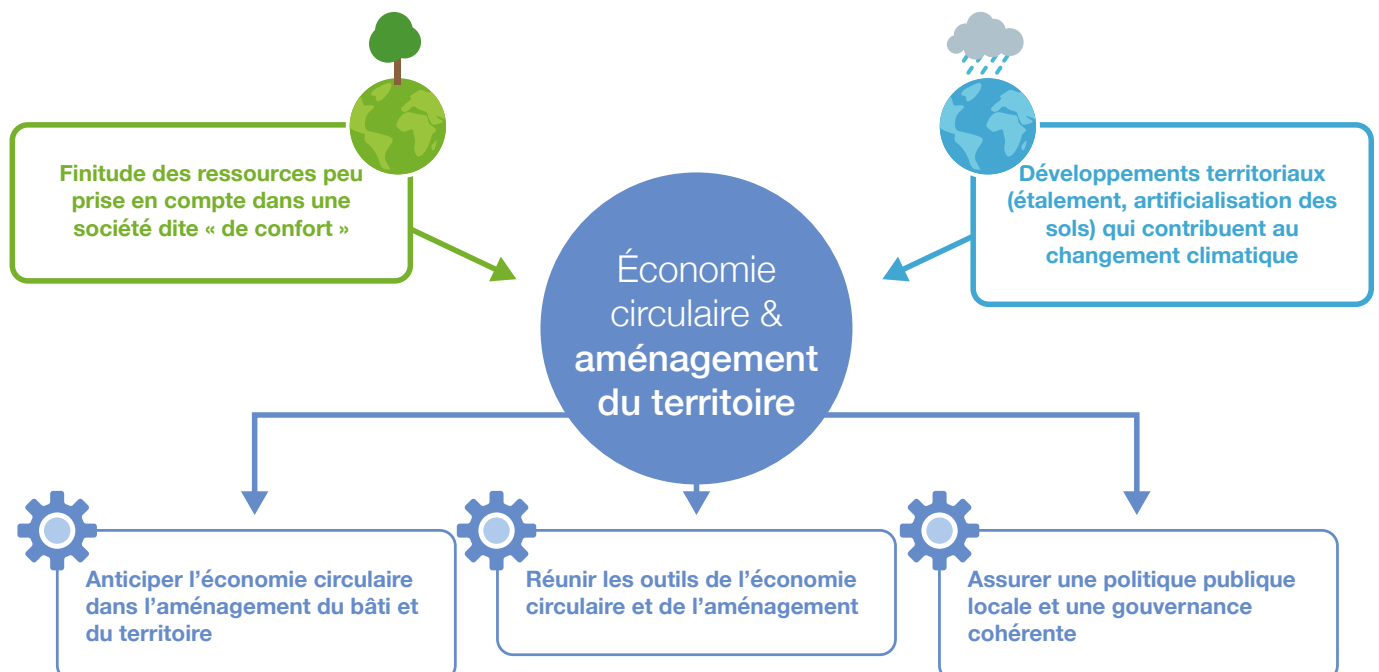 Finitude des ressources peu
prise en compte dans une
société dite « de confort »
Développements territoriaux
(étalement, artificialisation des
sols) qui contribuent au
changement climatique
Économie
circulaire &
aménagement
du territoire
Anticiper l’économie circulaire
dans l’aménagement du bâti et
du territoire
Réunir les outils de l’économie
circulaire et de l’aménagement
Assurer une politique publique
locale et une gouvernance
cohérente